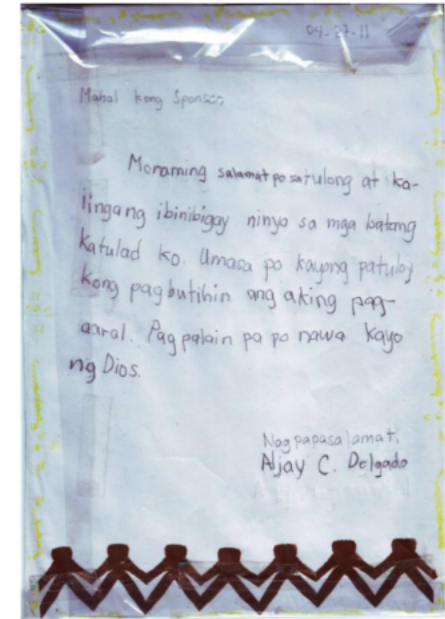 04-27-11
Mahal kong Sponsor,
Maraming salamat po sa tulong at ka-
lingang ibinibigay ninyo sa mga batang
katulad ko. Umasa po kayong patuloy
kong pagbutihin ang aking pag-
aaral. Pagpalain pa po nawa kayo
ng Dios.
Nagpapasalamat,
Aljay C. Delgado